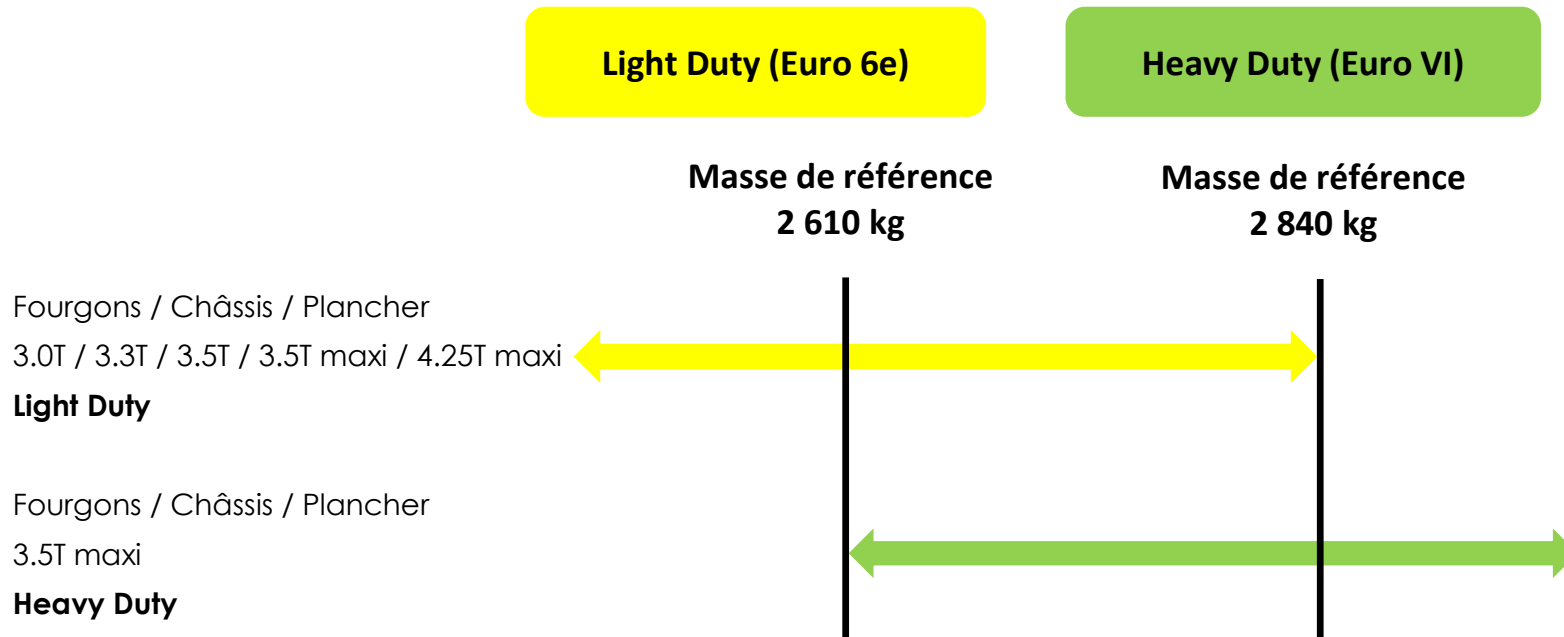 Light Duty (Euro 6e)
Heavy Duty (Euro VI)
Masse de référence
2 610 kg
Masse de référence
2 840 kg
Fourgons / Châssis / Plancher
3.0T / 3.3T / 3.5T / 3.5T maxi / 4.25T maxi
Light Duty
Fourgons / Châssis / Plancher
3.5T maxi
Heavy Duty